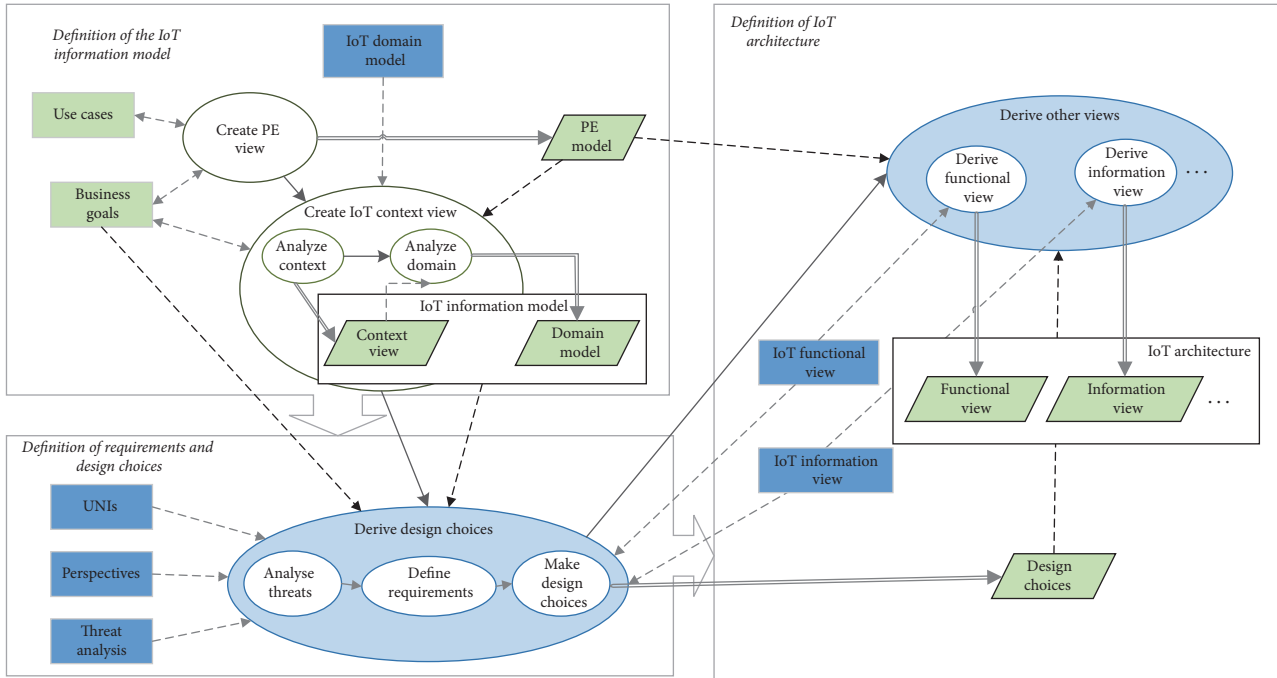 Definition of the IoT
information model
IoT domain
model
Use cases
Create PE
view
PE
model
Business
goals
Create IoT context view
Analyze
context
Analyze
domain
IoT information model
Context
view
Domain
model
Definition of requirements and
design choices
UNIs
Perspectives
Threat
analysis
Derive design choices
Analyse
threats
Define
requirements
Make
design
choices
Definition of IoT
architecture
Derive other views
Derive
functional
view
Derive
information
view
...
IoT functional
view
IoT architecture
Functional
view
Information
view
...
IoT information
view
Design
choices